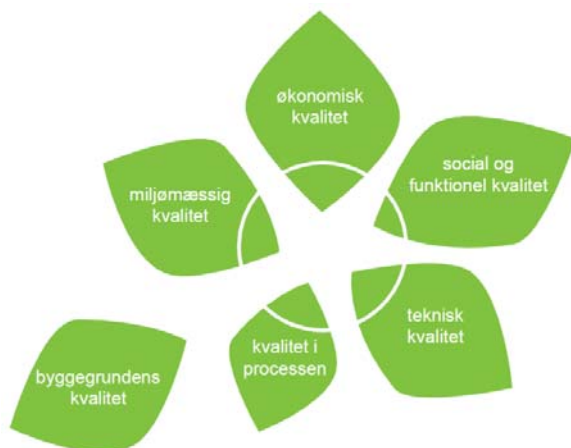 økonomisk
kvalitet
social og
funktionel kvalitet
miljømæssig
kvalitet
teknisk
kvalitet
kvalitet i
processen
byggegrundens
kvalitet